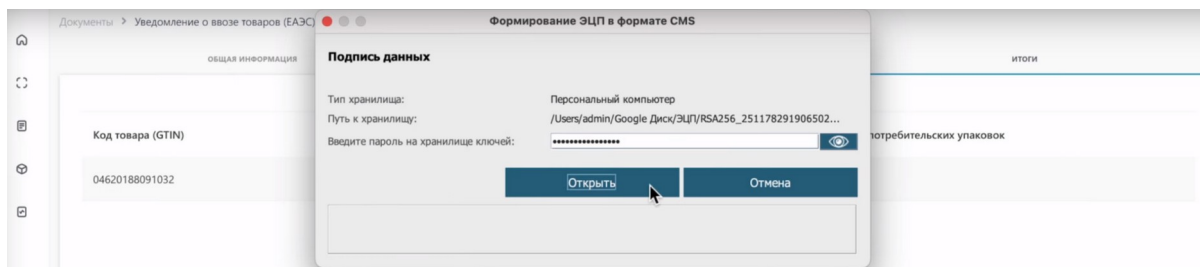 Документы > Уведомление о ввозе товаров (ЕАЭС)
Формирование ЭЦП в формате CMS
ОБЩАЯ ИНФОРМАЦИЯ
ИТОГИ
Подпись данных
Тип хранилища: Персональный компьютер
Путь к хранилищу: /Users/admin/Google Диск/ЭЦП/RSA256_251178291906502...
Введите пароль на хранилище ключей: ••••••••••••••••
Код товара (GTIN)
потребительских упаковок
04620188091032
Открыть
Отмена